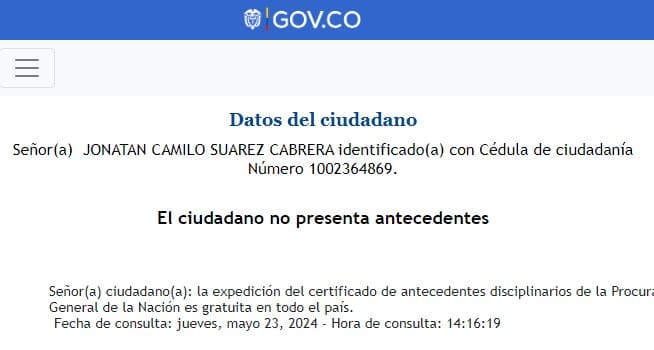 GOV.CO
Datos del ciudadano
Señor(a)  JONATAN CAMILO SUAREZ CABRERA identificado(a) con Cédula de ciudadanía
Número 1002364869.
El ciudadano no presenta antecedentes
Señor(a) ciudadano(a): la expedición del certificado de antecedentes disciplinarios de la Procura
General de la Nación es gratuita en todo el país.
Fecha de consulta: jueves, mayo 23, 2024 - Hora de consulta: 14:16:19